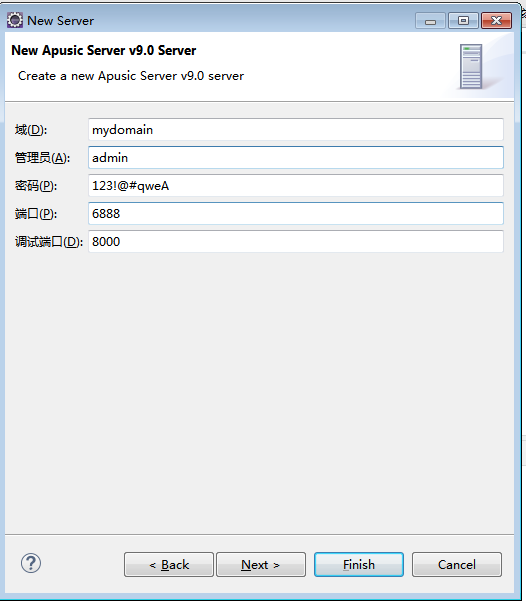 New Server
New Apusic Server v9.0 Server
Create a new Apusic Server v9.0 server
域(D): mydomain
管理员(A): admin
密码(P): 123!@#qweA
端口(P): 6888
调试端口(D): 8000
? < Back Next > Finish Cancel